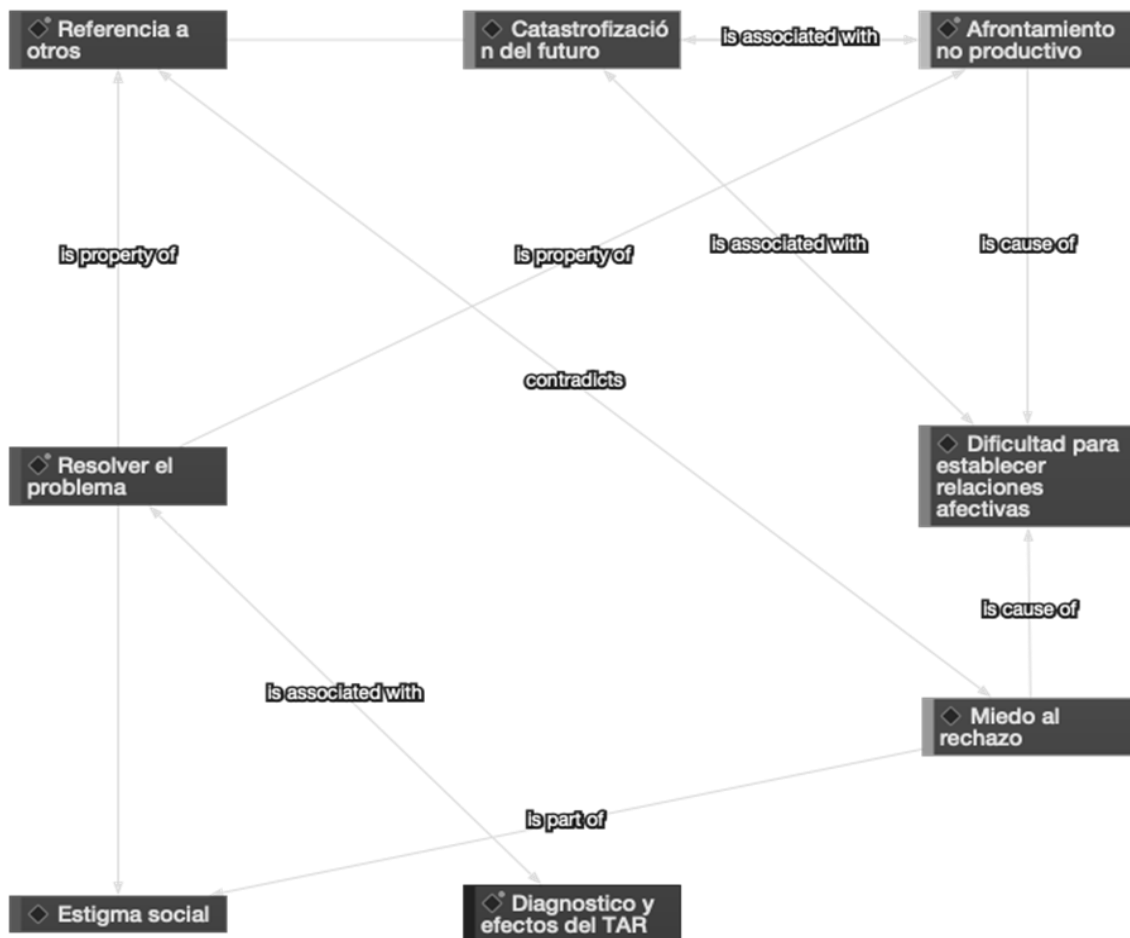 Referencia a
otros
Catastrofizació
n del futuro
is associated with
Afrontamiento
no productivo
is property of
is property of
is associated with
is cause of
contradicts
Resolver el
problema
Dificultad para
establecer
relaciones
afectivas
is cause of
is associated with
Miedo al
rechazo
is part of
Estigma social
Diagnostico y
efectos del TAR